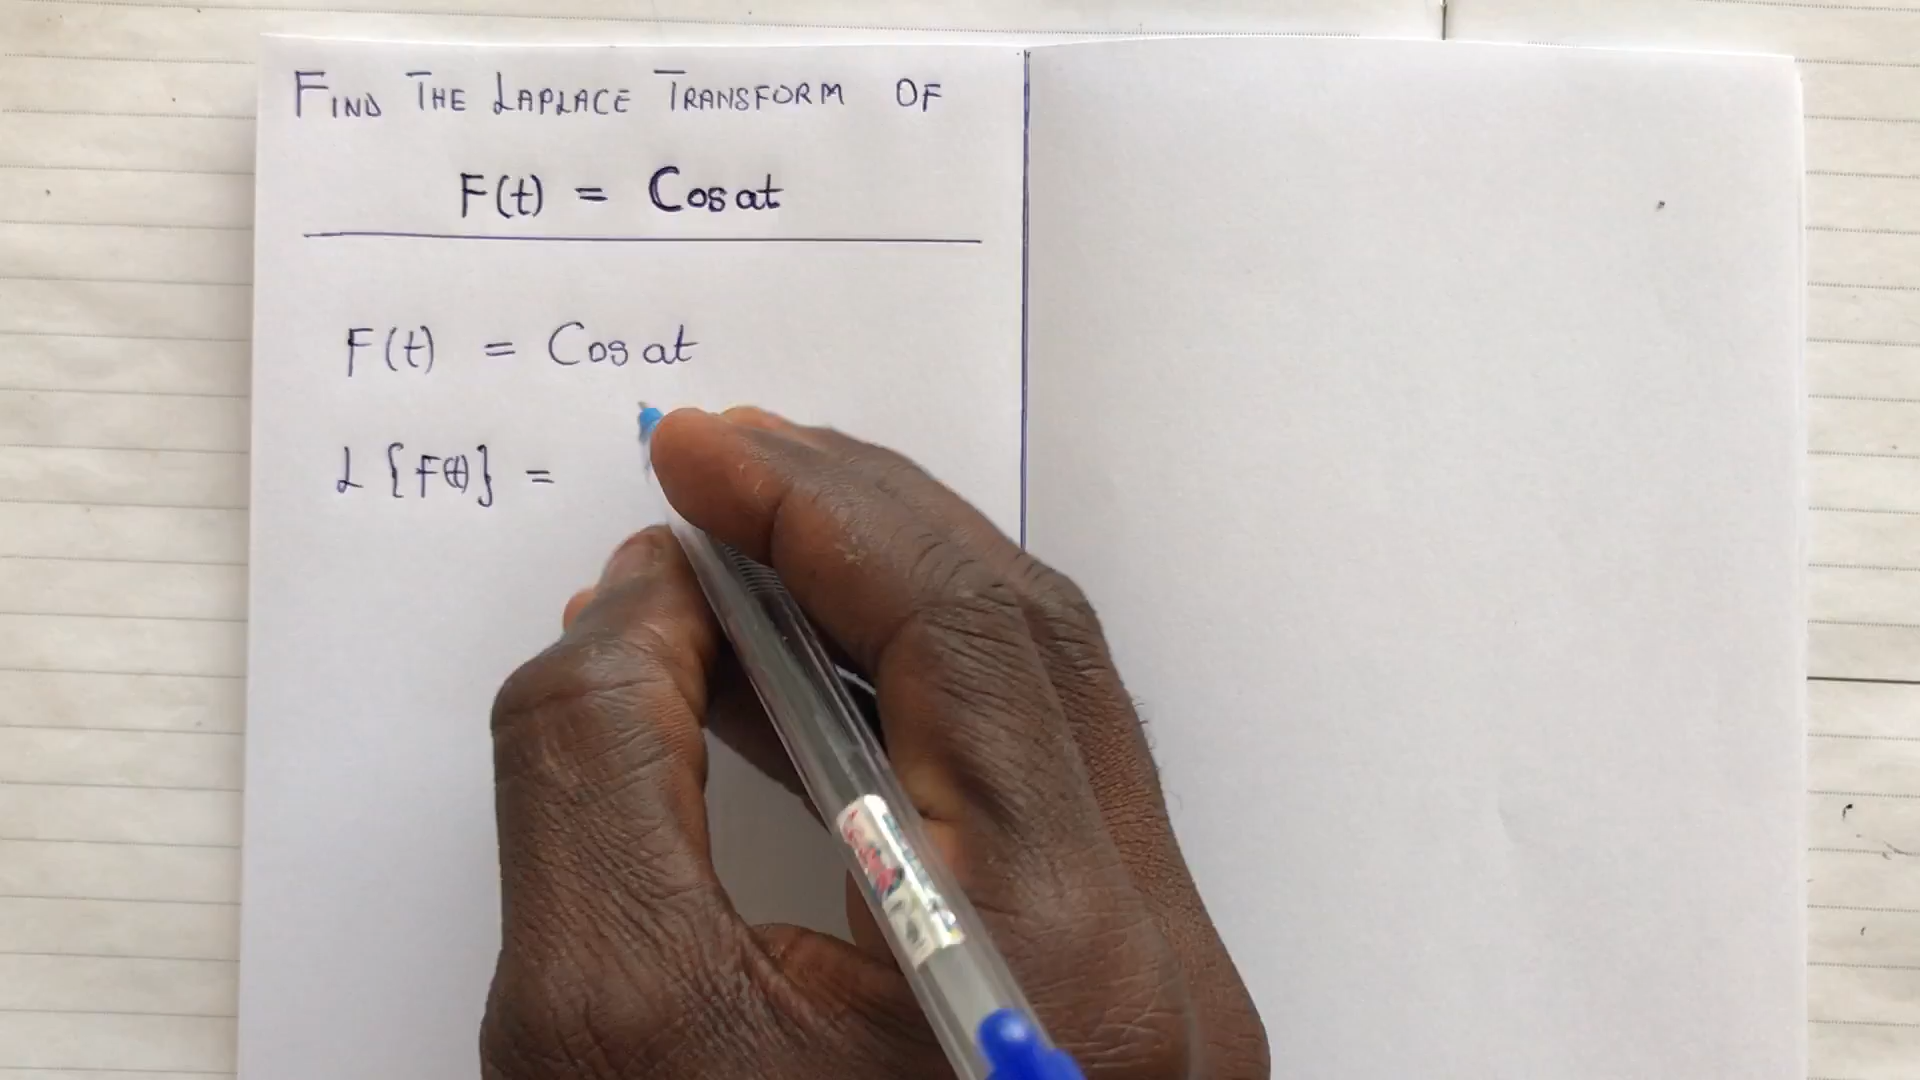 FIND THE LAPLACE TRANSFORM OF
F(t) = Cos at
F(t) = Cos at
L {F(t)} =